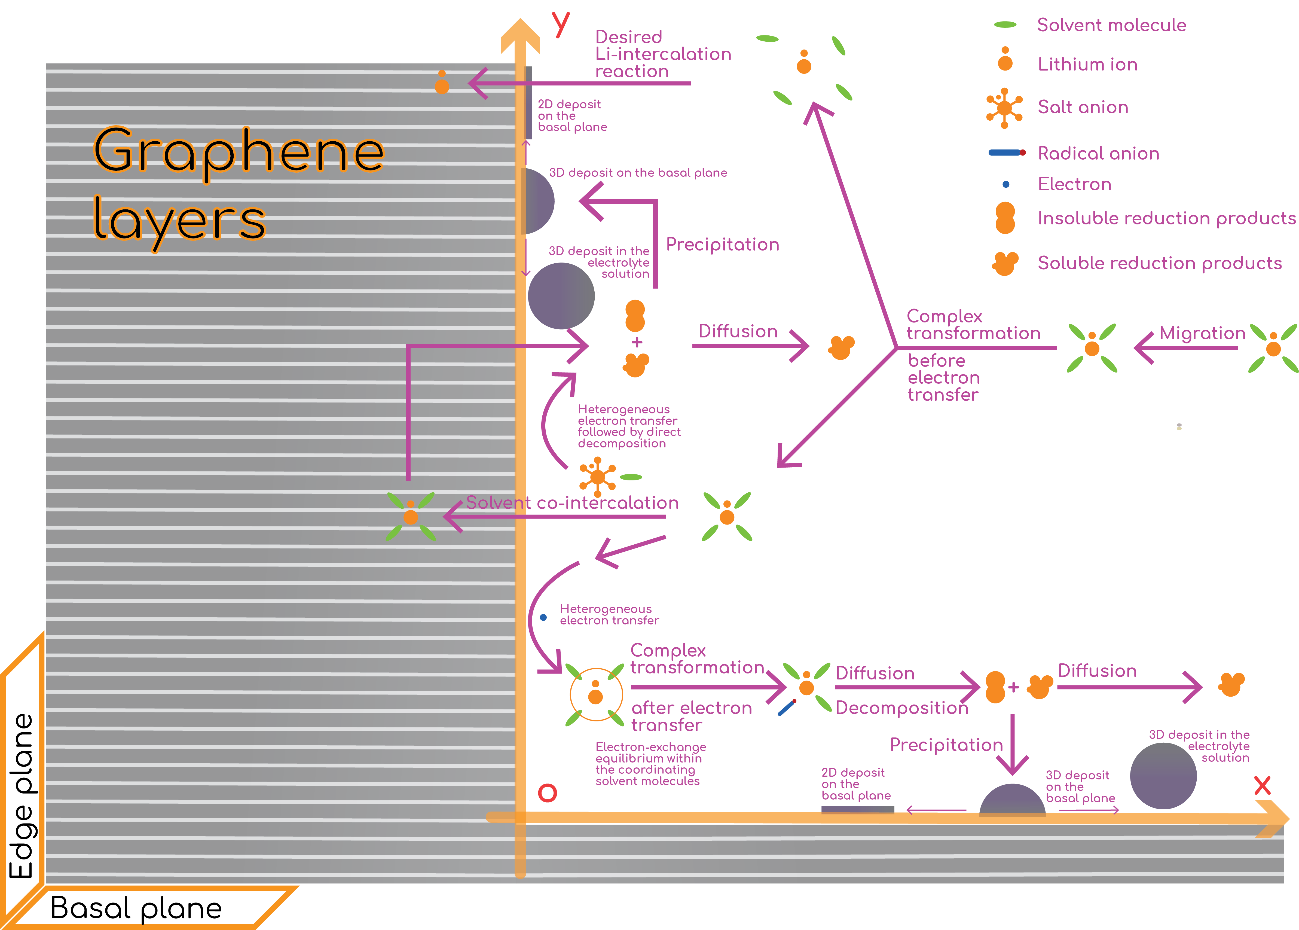 y
Desired
Li-intercalation
reaction
Solvent molecule
Lithium ion
Salt anion
Radical anion
Electron
Insoluble reduction products
Soluble reduction products
2D deposit
on the
basal plane
Graphene
layers
3D deposit on the basal plane
Precipitation
3D deposit in the
electrolyte
solution
+
Diffusion
Complex
transformation
before
electron
transfer
Migration
Heterogeneous
electron transfer
followed by direct
decomposition
Solvent co-intercalation
Heterogeneous
electron transfer
Complex
transformation
after electron
transfer
Electron-exchange
equilibrium within
the coordinating
solvent molecules
Diffusion
Decomposition
+
Diffusion
Precipitation
3D deposit in the
electrolyte
solution
2D deposit
on the
basal plane
3D deposit
on the
basal plane
o
x
Edge plane
Basal plane